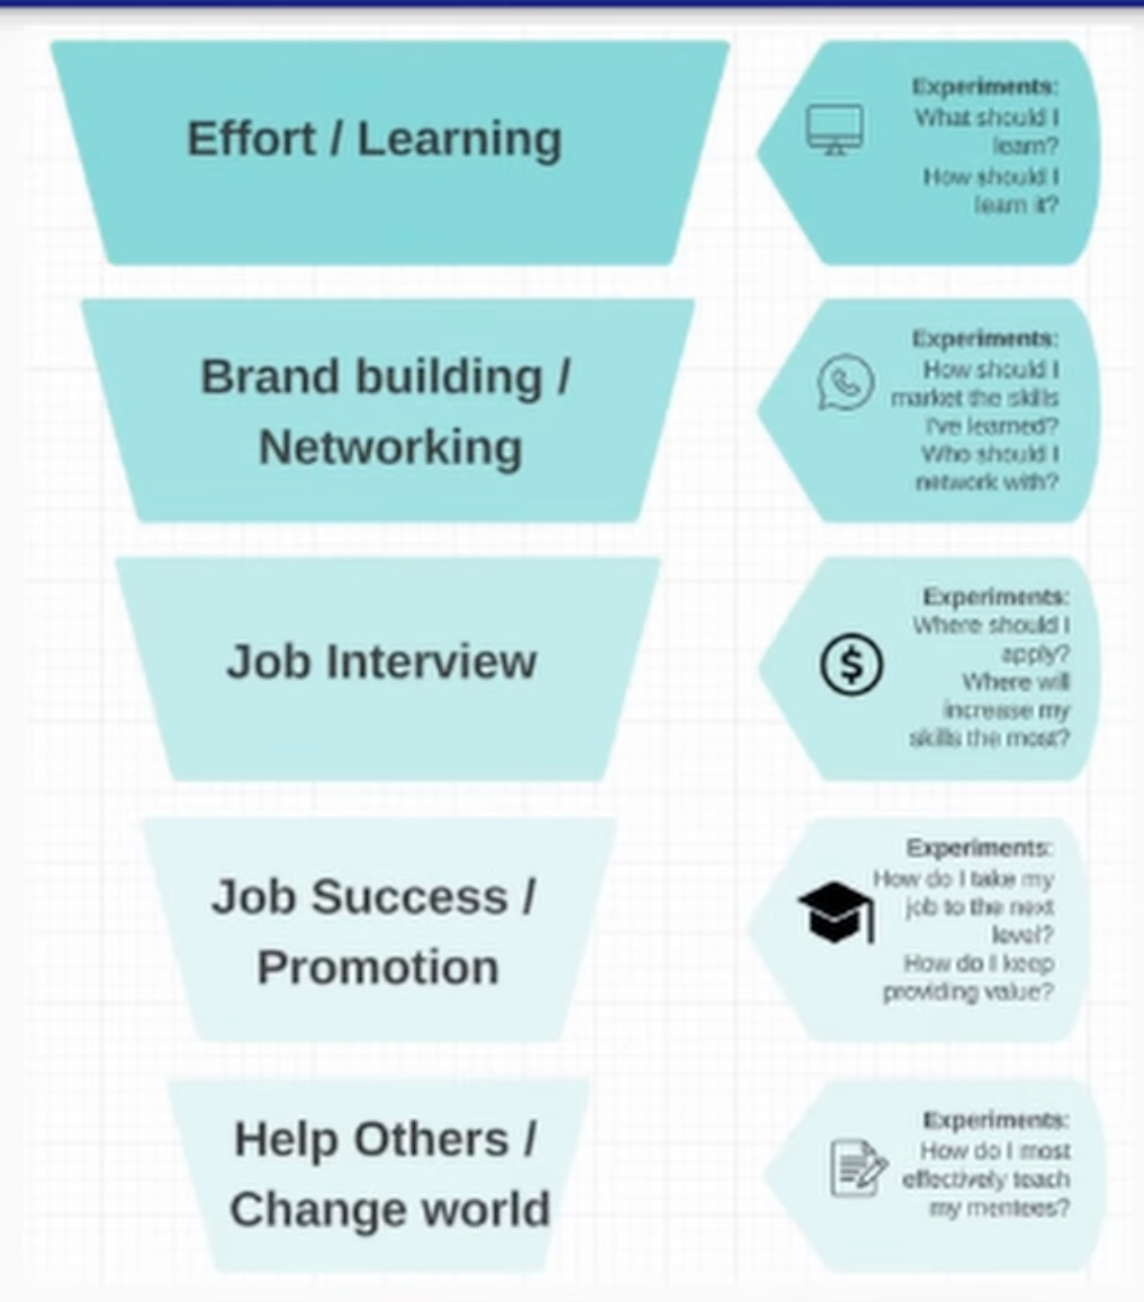 Effort / Learning
Experiments:
What should I
learn?
How should I
learn it?
Brand building /
Networking
Experiments:
How should I
market the skills
I've learned?
Who should I
network with?
Job Interview
Experiments:
Where should I
apply?
Where will
increase my
skills the most?
Job Success /
Promotion
Experiments:
How do I take my
job to the next
level?
How do I keep
providing value?
Help Others /
Change world
Experiments:
How do I most
effectively teach
my mentees?